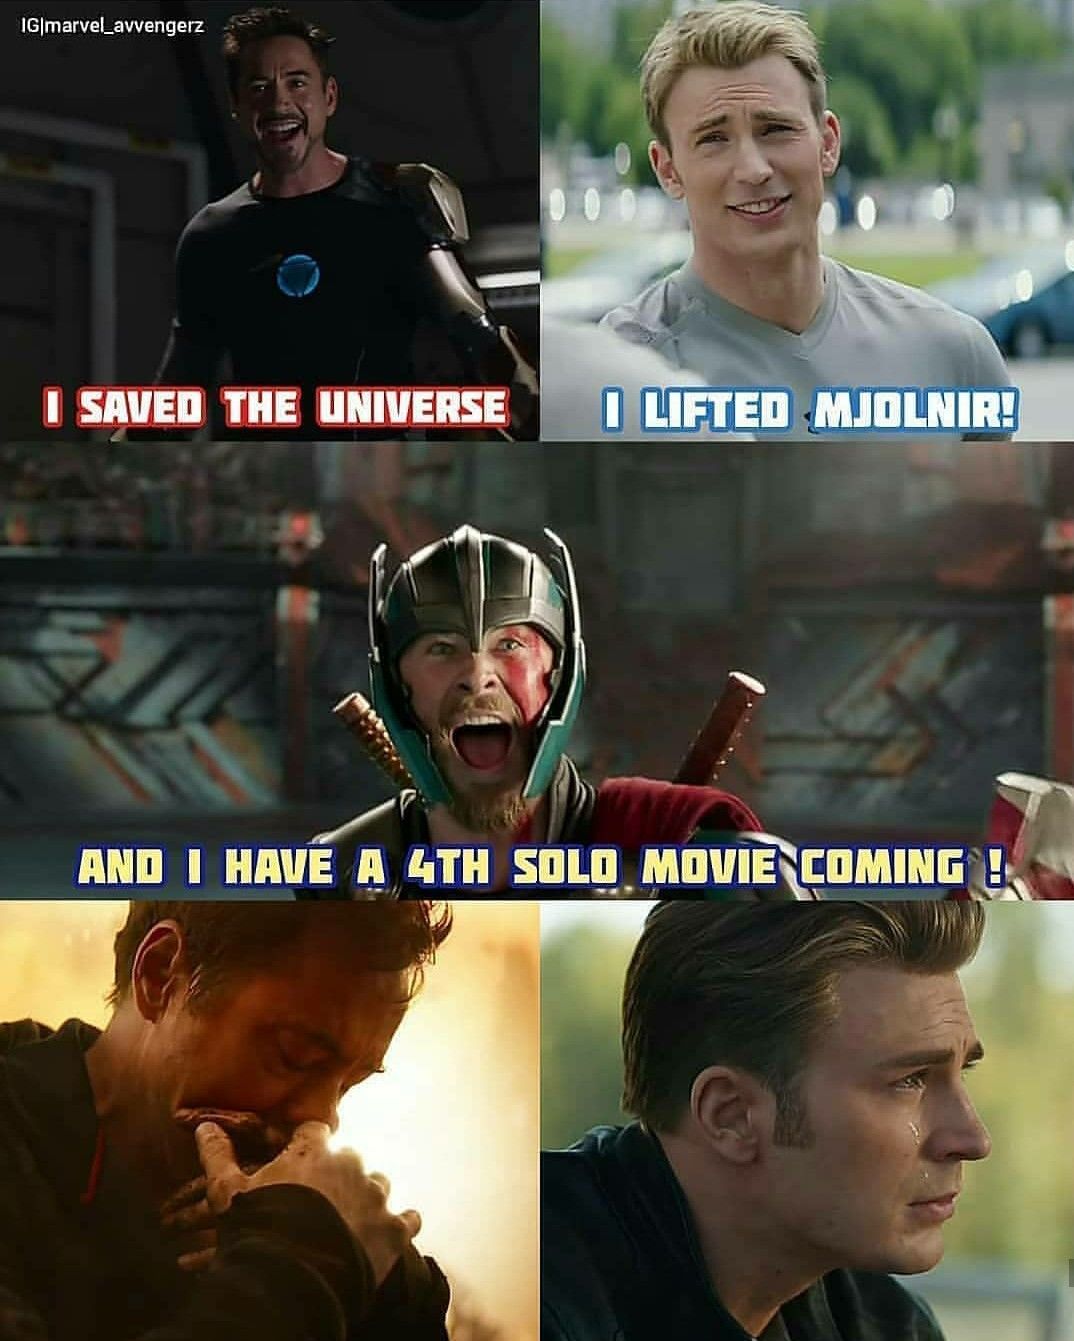 IG|marvel_avvengerz
I SAVED THE UNIVERSE
I LIFTED MJOLNIR!
AND I HAVE A 4TH SOLO MOVIE COMING !